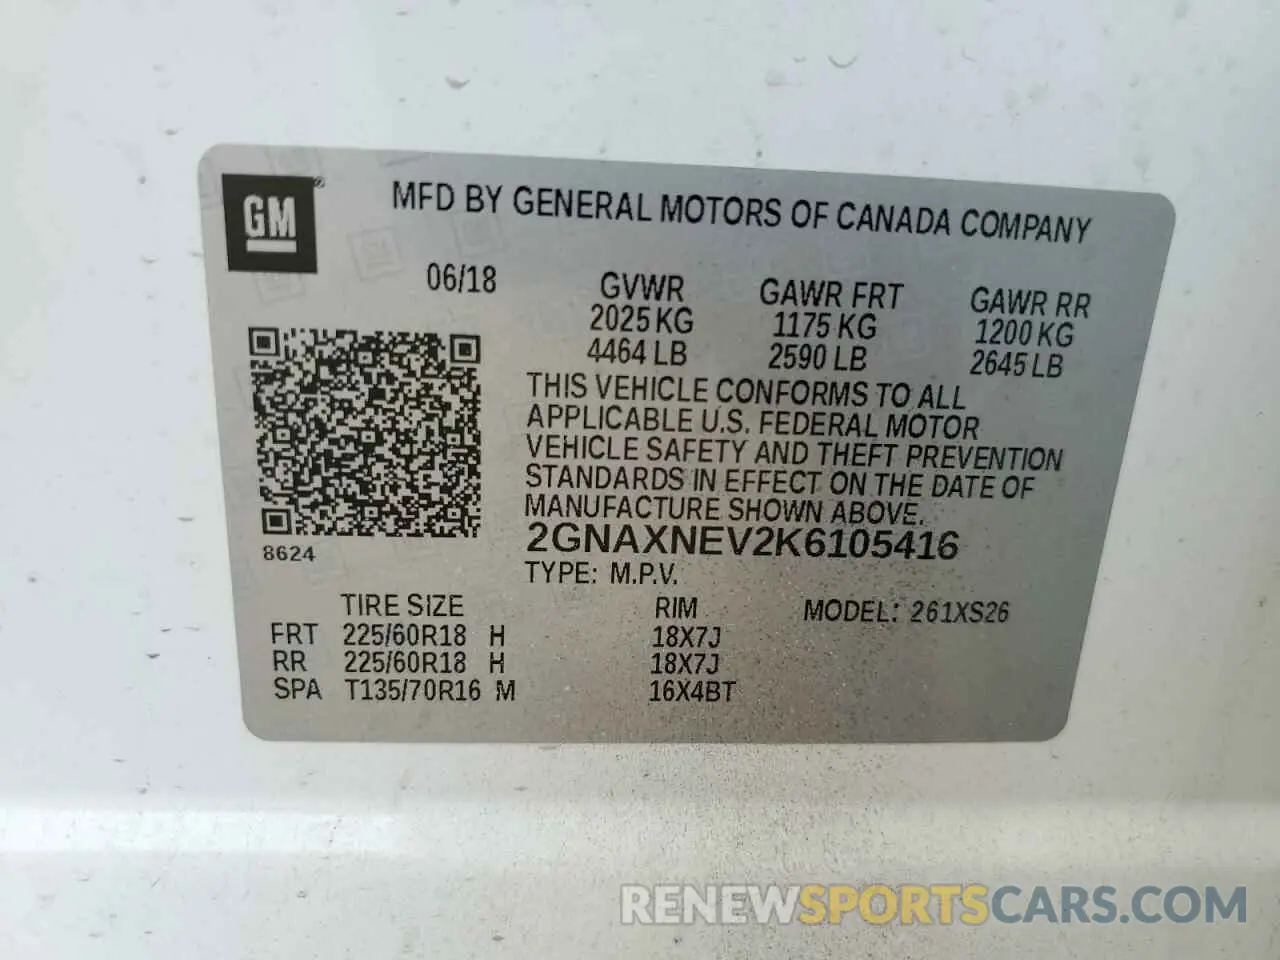 GM®
MFD BY GENERAL MOTORS OF CANADA COMPANY
06/18 GVWR GAWR FRT GAWR RR
2025 KG 1175 KG 1200 KG
4464 LB 2590 LB 2645 LB
THIS VEHICLE CONFORMS TO ALL
APPLICABLE U.S. FEDERAL MOTOR
VEHICLE SAFETY AND THEFT PREVENTION
STANDARDS IN EFFECT ON THE DATE OF
MANUFACTURE SHOWN ABOVE.
2GNAXNEV2K6105416
8624
TYPE: M.P.V.
TIRE SIZE RIM MODEL: 261XS26
FRT 225/60R18 H 18X7J
RR 225/60R18 H 18X7J
SPA T135/70R16 M 16X4BT
RENEWSPORTSCARS.COM